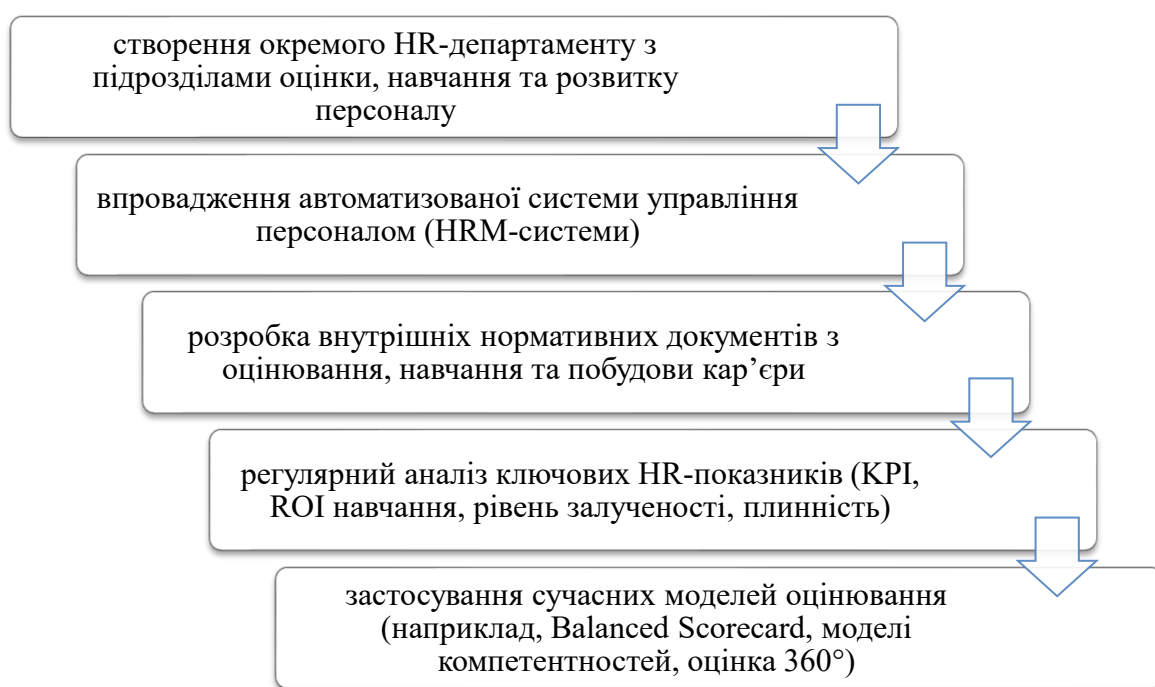 створення окремого HR-департаменту з
підрозділами оцінки, навчання та розвитку
персоналу
впровадження автоматизованої системи управління
персоналом (HRM-системи)
розробка внутрішніх нормативних документів з
оцінювання, навчання та побудови кар’єри
регулярний аналіз ключових HR-показників (KPI,
ROI навчання, рівень залученості, плинність)
застосування сучасних моделей оцінювання
(наприклад, Balanced Scorecard, моделі
компетентностей, оцінка 360°)